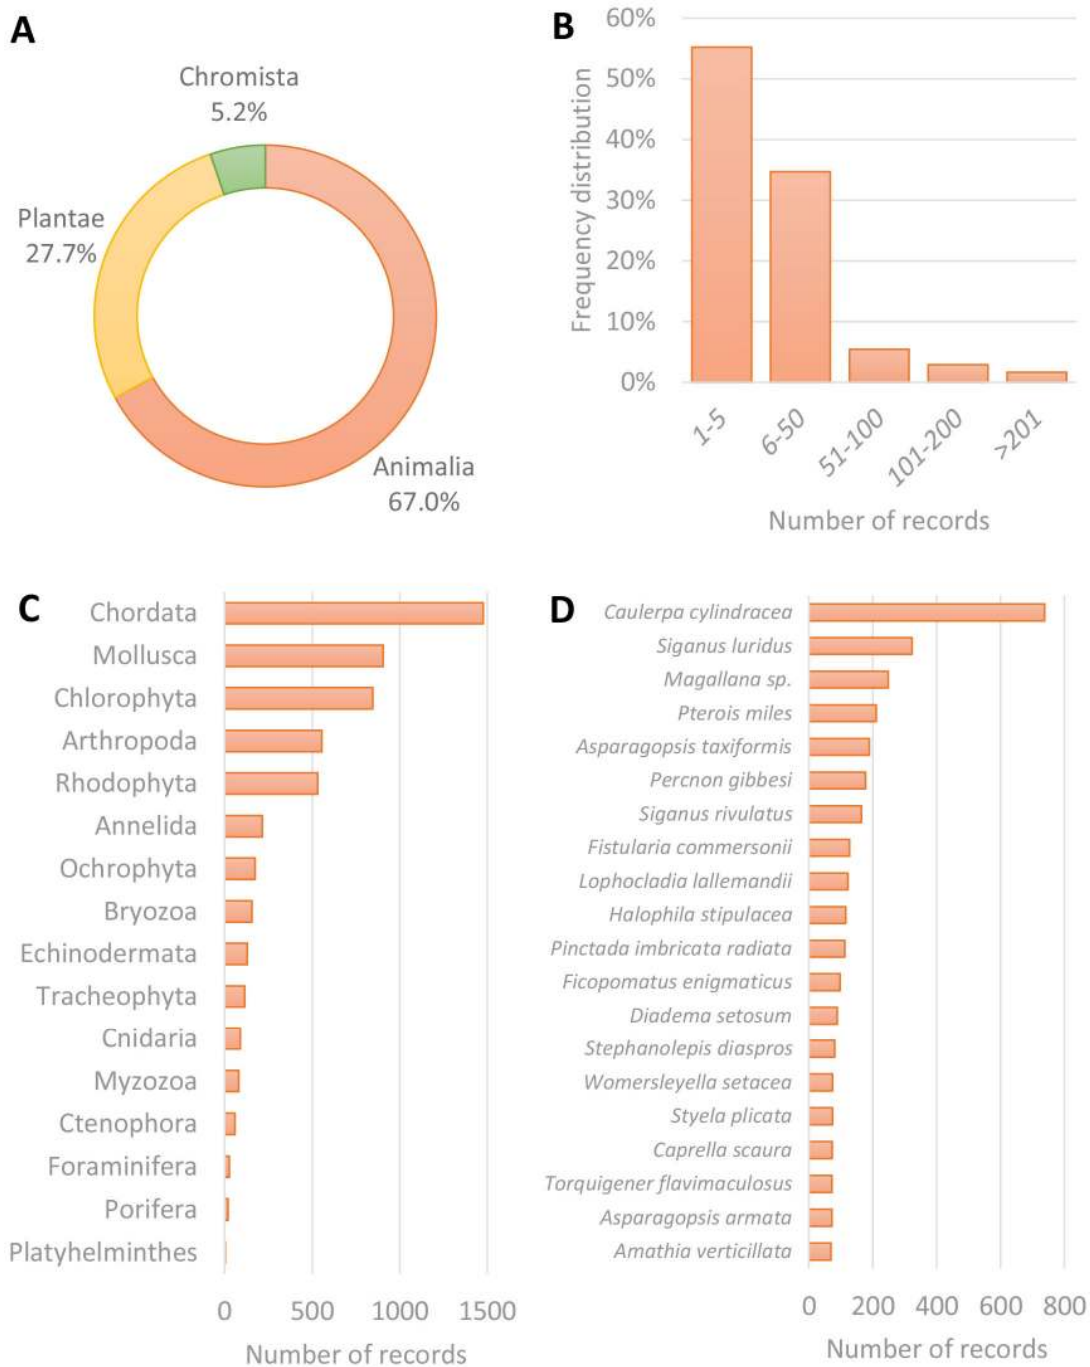 A
Chromista
5.2%
Plantae
27.7%
Animalia
67.0%
B
Frequency distribution
60%
50%
40%
30%
20%
10%
0%
1-5
6-50
51-100
101-200
>201
Number of records
C
Chordata
Mollusca
Chlorophyta
Arthropoda
Rhodophyta
Annelida
Ochrophyta
Bryozoa
Echinodermata
Tracheophyta
Cnidaria
Myzozoa
Ctenophora
Foraminifera
Porifera
Platyhelminthes
0 500 1000 1500
Number of records
D
Caulerpa cylindracea
Siganus luridus
Magallana sp.
Pterois miles
Asparagopsis taxiformis
Percnon gibbesi
Siganus rivulatus
Fistularia commersonii
Lophocladia lallemandii
Halophila stipulacea
Pinctada imbricata radiata
Ficopomatus enigmaticus
Diadema setosum
Stephanolepis diaspros
Womersleyella setacea
Styela plicata
Caprella scaura
Torquigener flavimaculosus
Asparagopsis armata
Amathia verticillata
0 200 400 600 800
Number of records